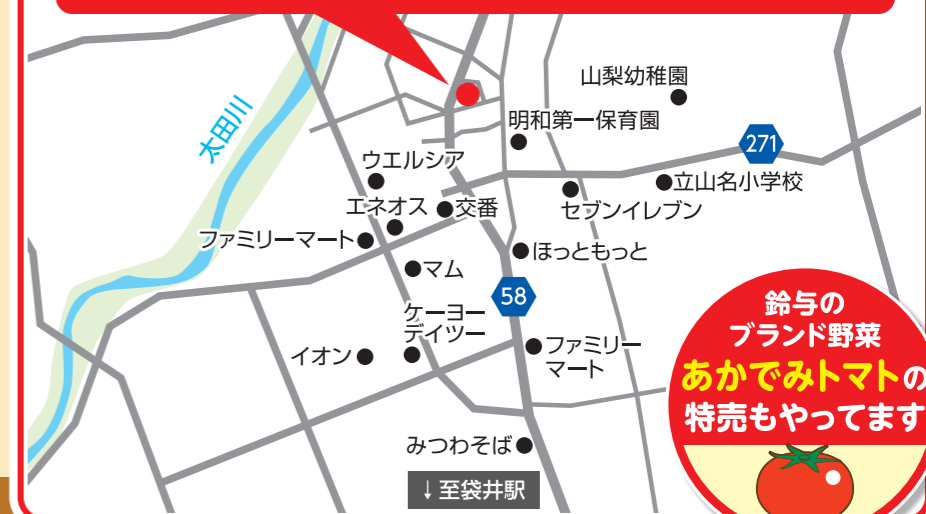 山梨幼稚園
太田川
明和第一保育園
271
ウエルシア
立山名小学校
エネオス
交番
セブンイレブン
ファミリーマート
ほっともっと
マム
58
ケーヨー
デイツー
イオン
ファミリー
マート
みつわそば
↓至袋井駅
鈴与の
ブランド野菜
あかでみトマトの
特売もやってます